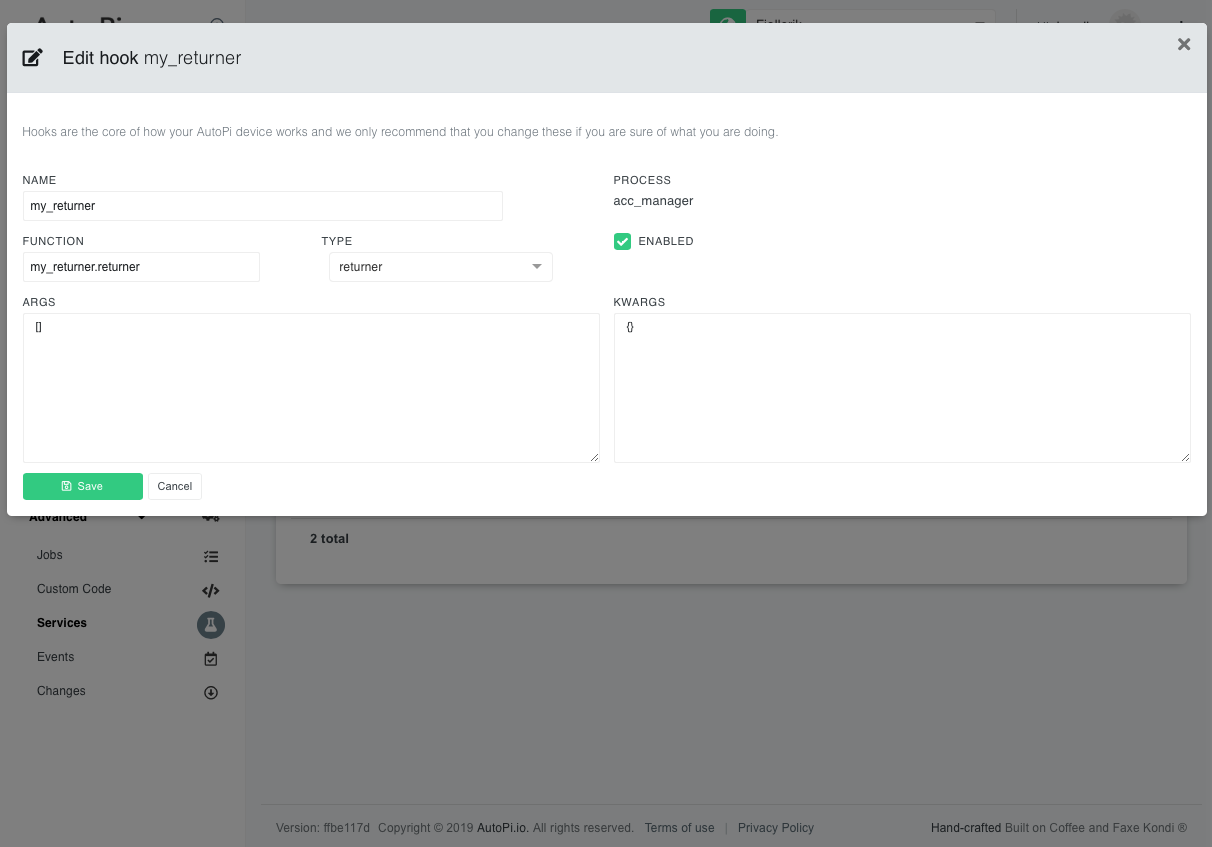 Edit hook my_returner
Hooks are the core of how your AutoPi device works and we only recommend that you change these if you are sure of what you are doing.
NAME
PROCESS
my_returner
acc_manager
FUNCTION
TYPE
ENABLED
my_returner.returner
returner
ARGS
KWARGS
[]
{}
Save
Cancel
Advanced
2 total
Jobs
Custom Code
Services
Events
Changes
Version: ffbe117d Copyright © 2019 AutoPi.io. All rights reserved. Terms of use | Privacy Policy
Hand-crafted Built on Coffee and Faxe Kondi ®